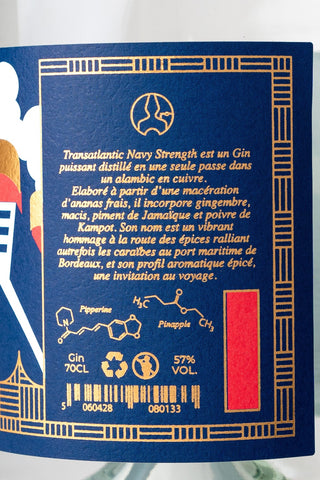 Transatlantic Navy Strength est un Gin
puissant distillé en une seule passe dans
un alambic en cuivre.
Elaboré à partir d'une macération
d'ananas frais, il incorpore gingembre,
macis, piment de Jamaïque et poivre de
Kampot. Son nom est un vibrant
hommage à la route des épices ralliant
autrefois les caraïbes au port maritime de
Bordeaux, et son profil aromatique épicé,
une invitation au voyage.
Pipperine
H₃C
O
O
CH₃
Pinapple
Gin
70CL
57%
VOL.
5 060428 080133